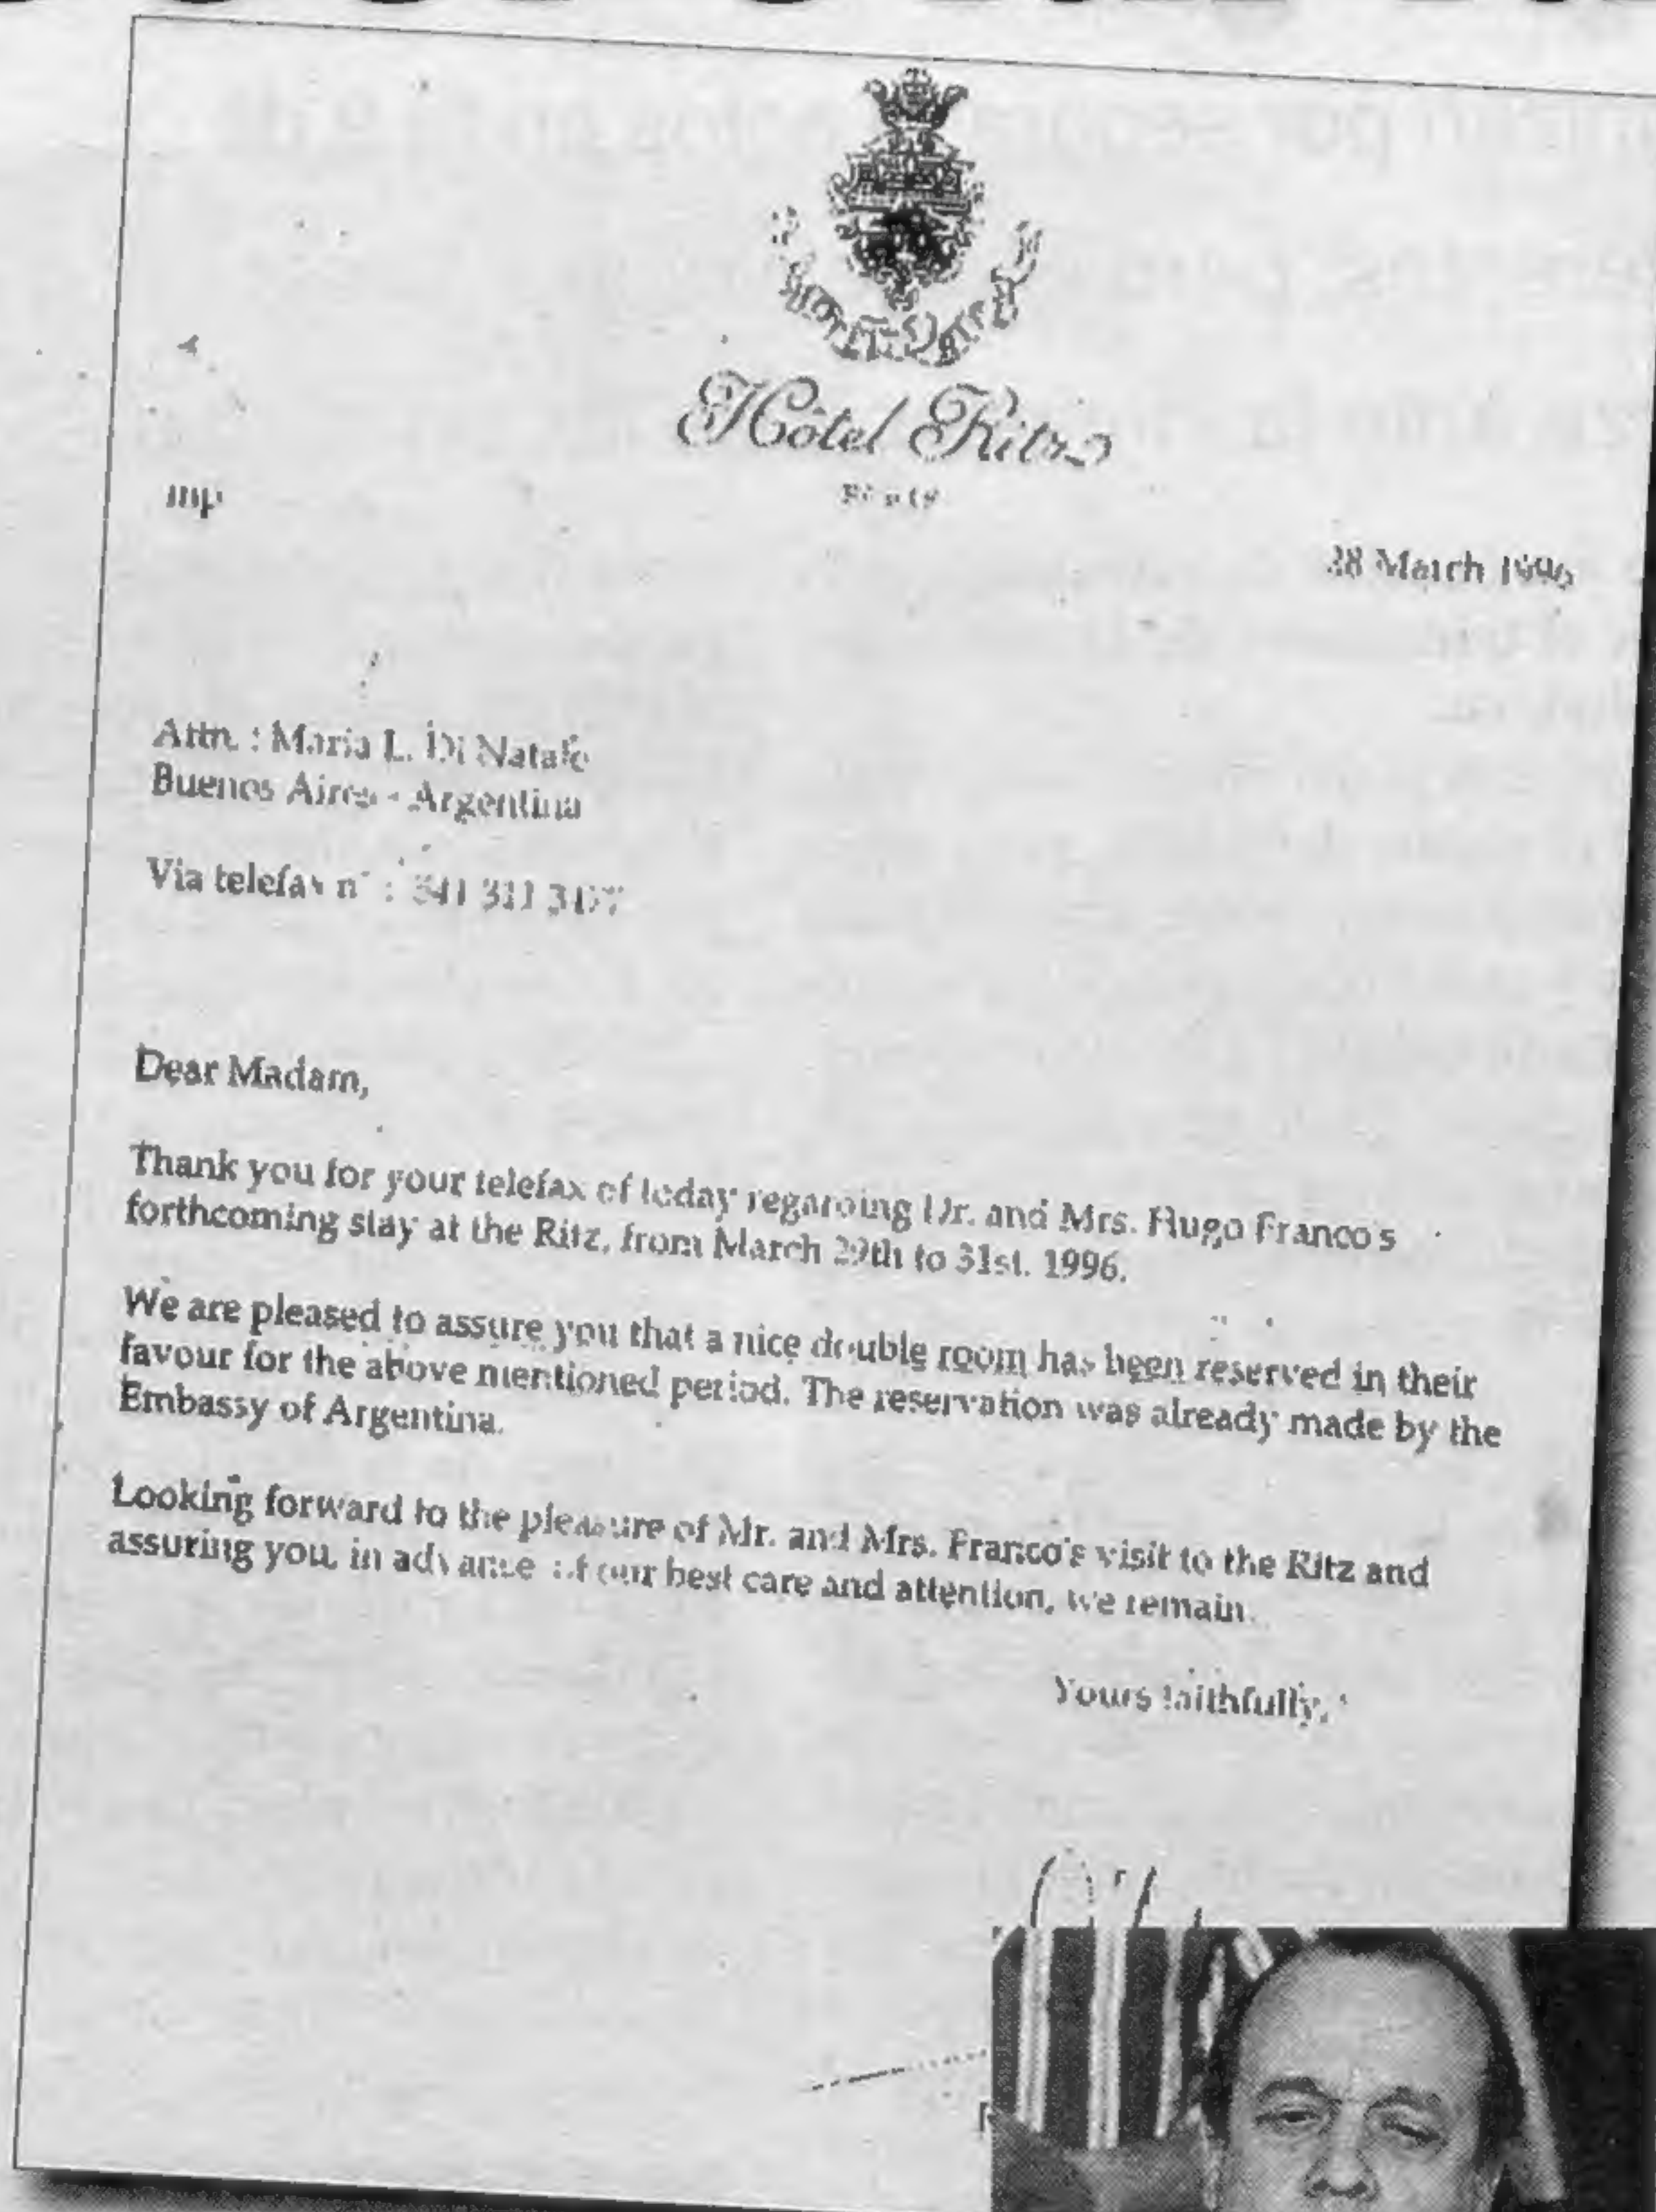 Hôtel Ritz
mp
28 March 1996
Attn. : Maria L. Di Natale
Buenos Aires - Argentina
Via telefax n° : 541 311
Dear Madam,
Thank you for your telefax of today regarding Dr. and Mrs. Hugo Franco's
forthcoming stay at the Ritz, from March 29th to 31st. 1996.
We are pleased to assure you that a nice double room has been reserved in their
favour for the above mentioned period. The reservation was already made by the
Embassy of Argentina.
Looking forward to the pleasure of Mr. and Mrs. Franco's visit to the Ritz and
assuring you, in advance of our best care and attention, we remain.
Yours faithfully,